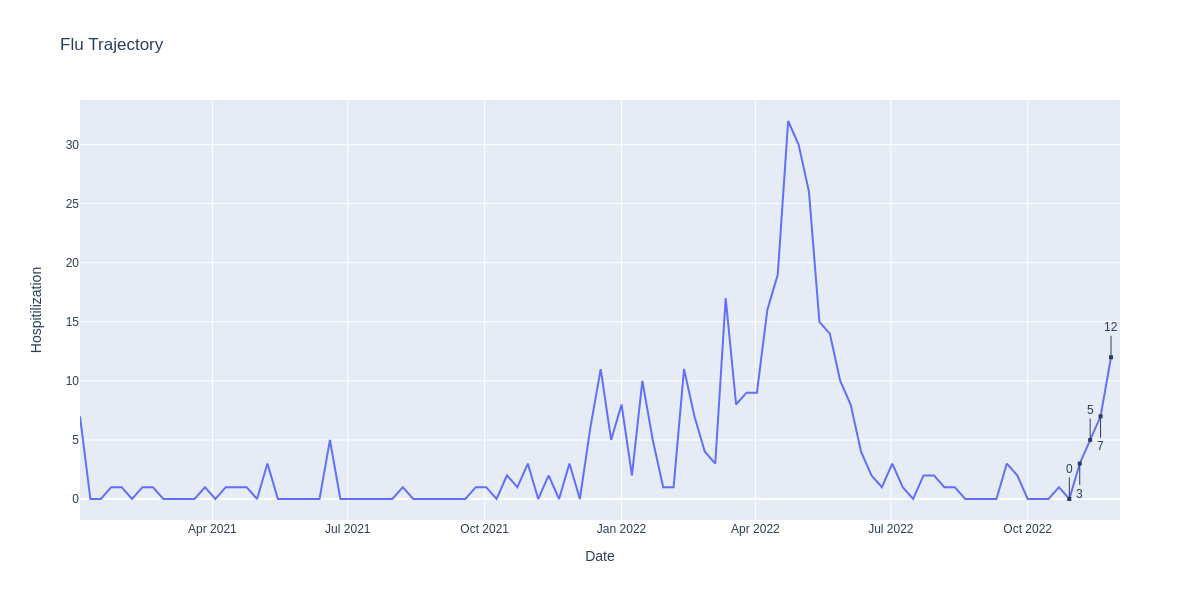 Flu Trajectory
Hospitilization
30
25
20
15
10
5
0
12
5
7
0
3
Apr 2021
Jul 2021
Oct 2021
Jan 2022
Apr 2022
Jul 2022
Oct 2022
Date